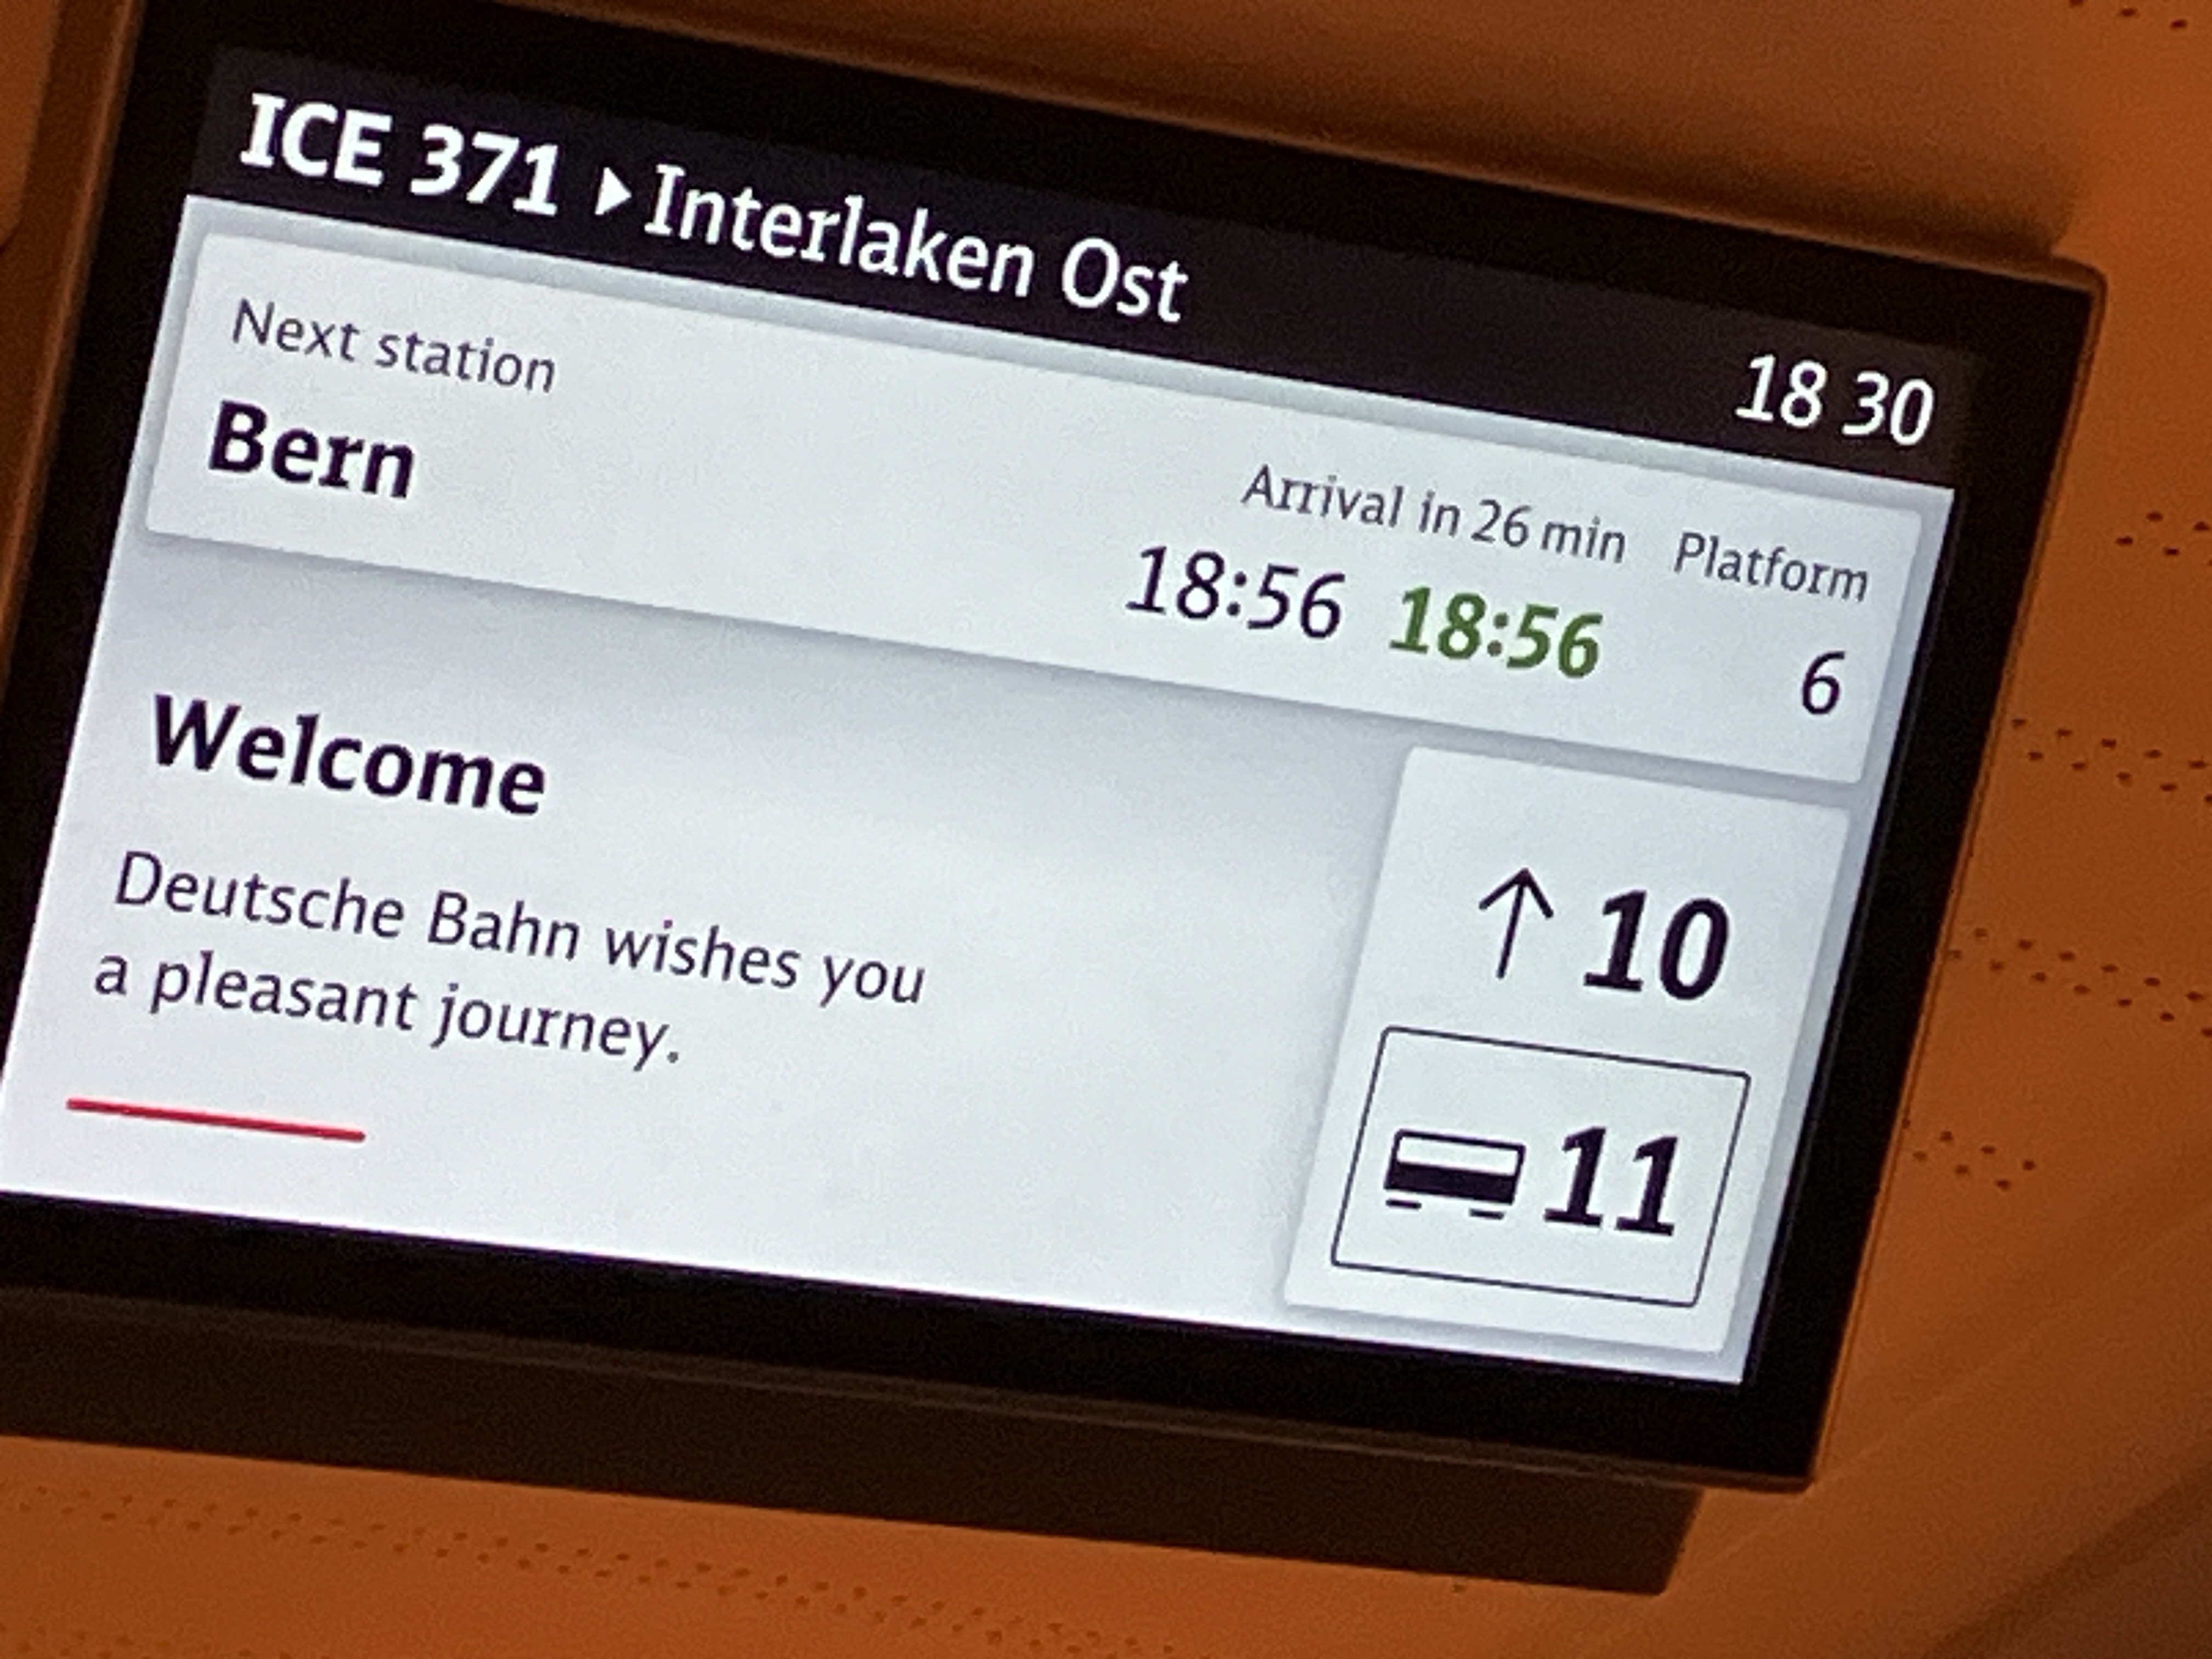 ICE 371 ▸ Interlaken Ost
18 30
Next station
Bern
Arrival in 26 min Platform
18:56 18:56 6
Welcome
Deutsche Bahn wishes you
a pleasant journey.
↑ 10
11